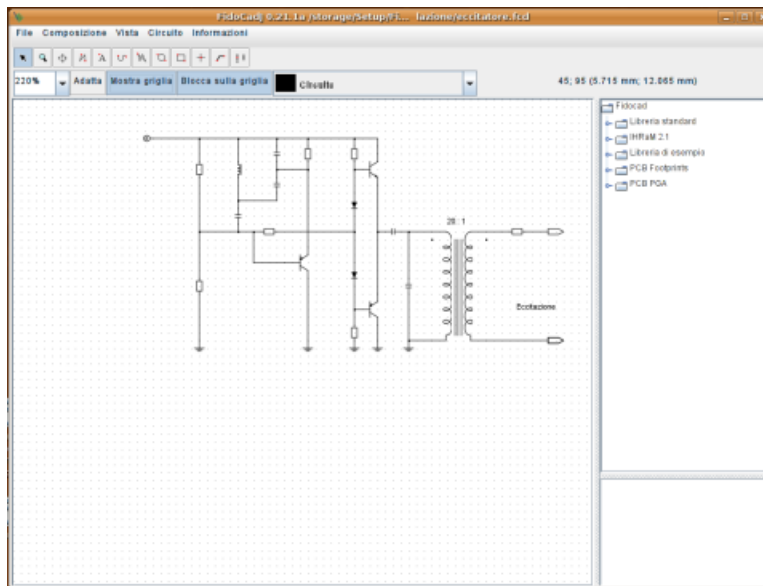 FidoCadJ 0.21.1a /storage/Setup/Fi... lazione/eccitatore.fcd
File Composizione Vista Circuito Informazioni
220% Adatta Mostra griglia Blocca sulla griglia Circuito 45; 95 (5.715 mm; 12.065 mm)
Fidocad
Libreria standard
IHRaM 2.1
Libreria di esempio
PCB Footprints
PCB PGA
20 : 1
Eccitazione